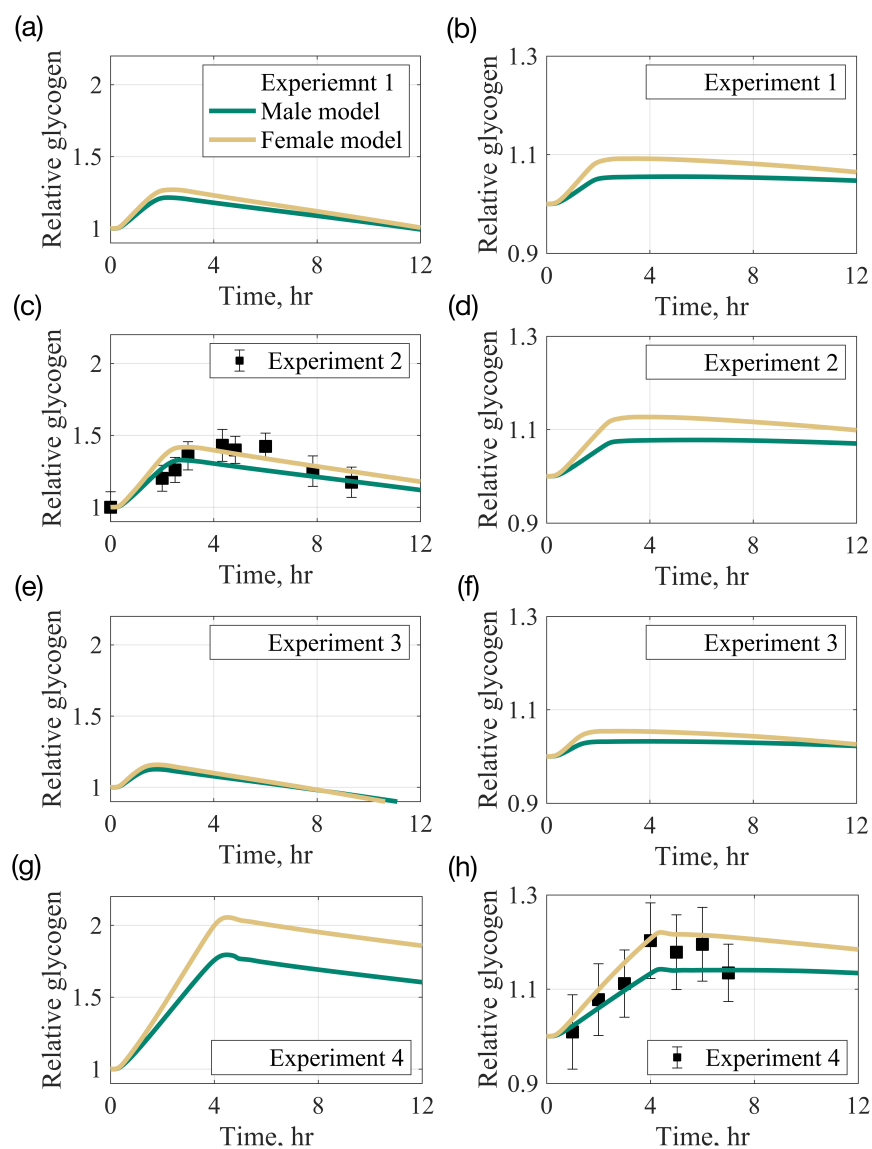 (a)
Relative glycogen
2
1.5
1
Experiemnt 1
Male model
Female model
0 4 8 12
Time, hr
(b)
Relative glycogen
1.3
1.1
0.9
Experiment 1
0 4 8 12
Time, hr
(c)
Relative glycogen
2
1.5
1
Experiment 2
0 4 8 12
Time, hr
(d)
Relative glycogen
1.3
1.1
0.9
Experiment 2
0 4 8 12
Time, hr
(e)
Relative glycogen
2
1.5
1
Experiment 3
0 4 8 12
Time, hr
(f)
Relative glycogen
1.3
1.1
0.9
Experiment 3
0 4 8 12
Time, hr
(g)
Relative glycogen
2
1.5
1
Experiment 4
0 4 8 12
Time, hr
(h)
Relative glycogen
1.3
1.1
0.9
Experiment 4
0 4 8 12
Time, hr